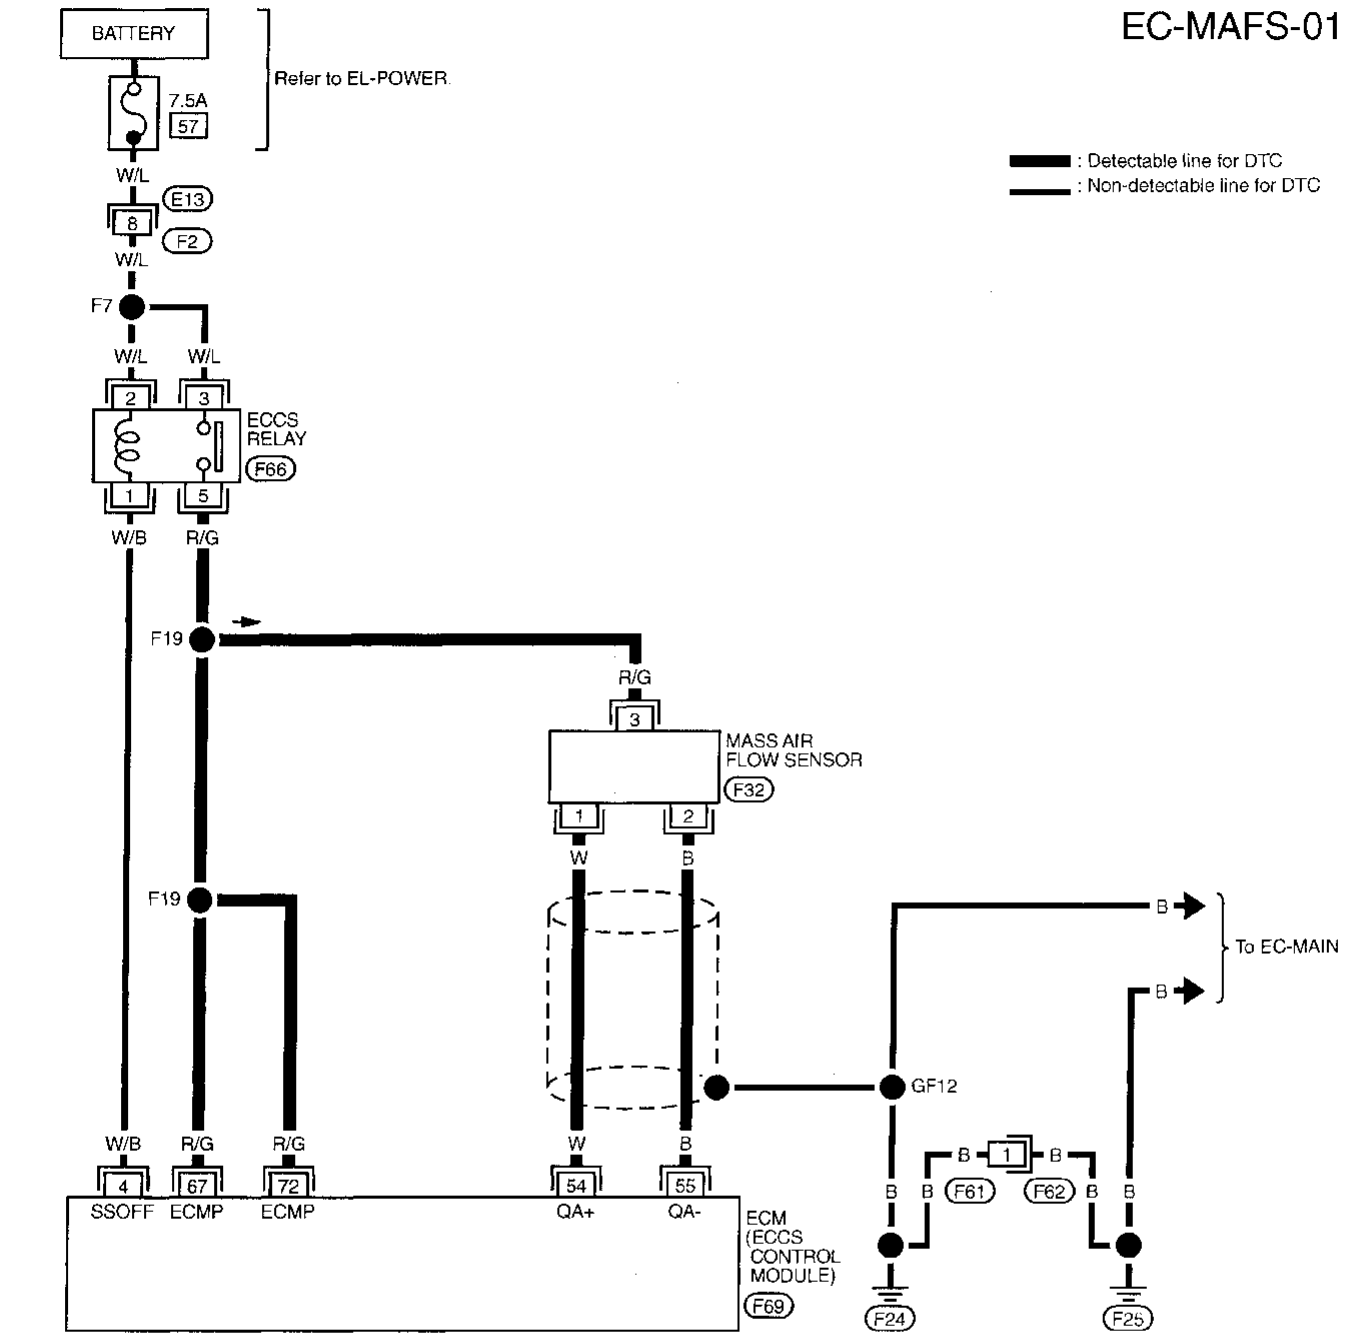 EC-MAFS-01
BATTERY
Refer to EL-POWER.
7.5A
57
: Detectable line for DTC
: Non-detectable line for DTC
W/L
E13
8
F2
W/L
F7
W/L
W/L
2
3
ECCS
RELAY
F66
1
5
W/B
R/G
F19
R/G
3
MASS AIR
FLOW SENSOR
F32
1
2
W
B
F19
B
To EC-MAIN
B
GF12
W/B
R/G
R/G
W
B
B
1
B
4
67
72
54
55
B
B
F61
F62
B
B
SSOFF
ECMP
ECMP
QA+
QA-
ECM
(ECCS
CONTROL
MODULE)
F69
F24
F25